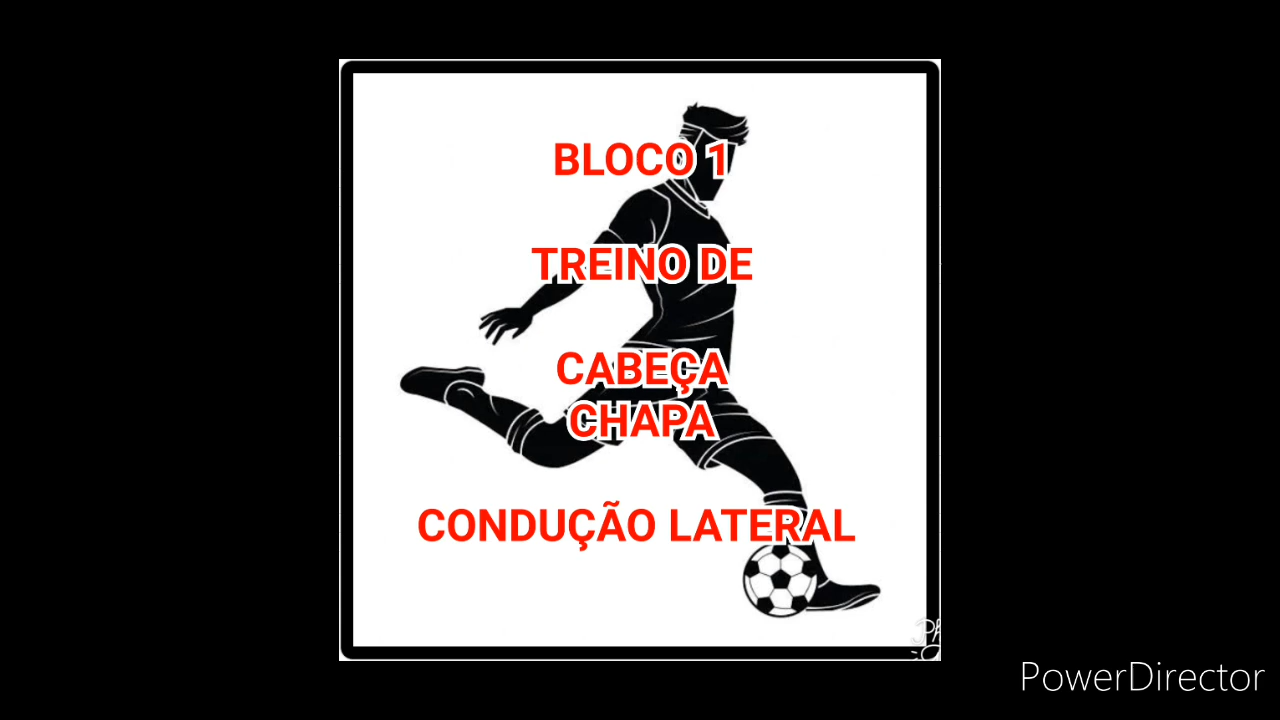 BLOCO 1
TREINO DE
CABEÇA
CHAPA
CONDUÇÃO LATERAL
PowerDirector